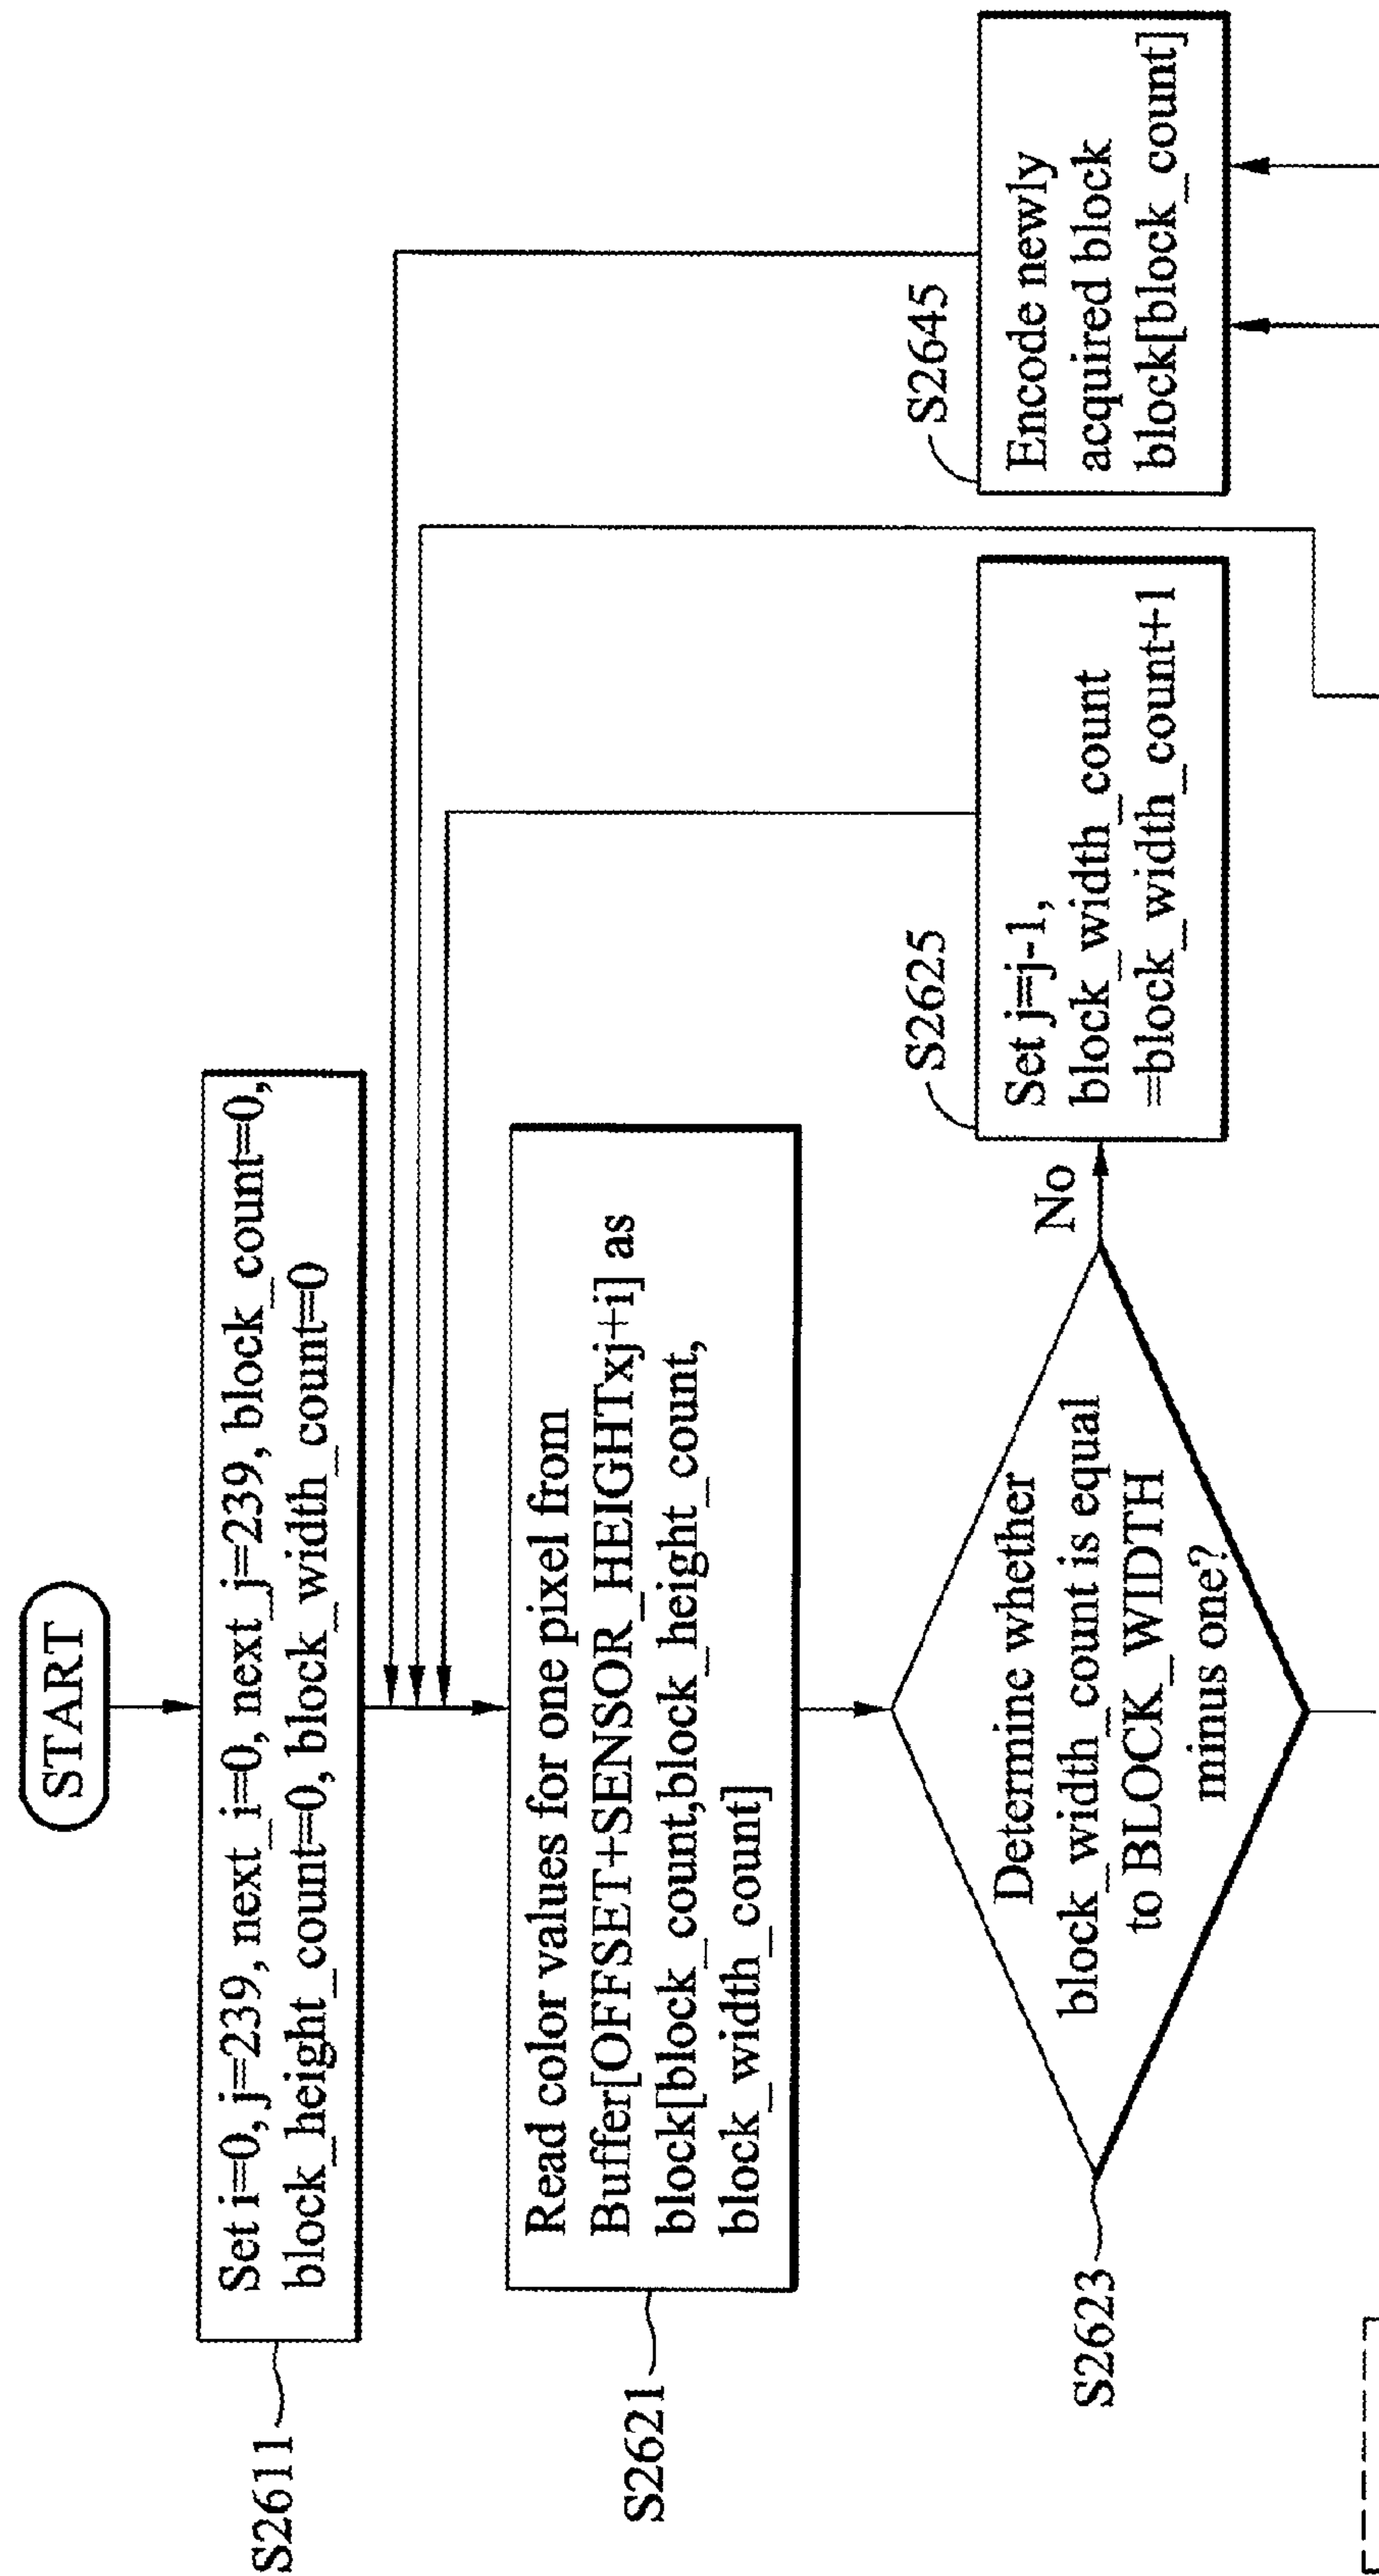 START
S2611
Set i=0, j=239, next_i=0, next_j=239, block_count=0,
block_height_count=0, block_width_count=0
S2621
Read color values for one pixel from
Buffer[OFFSET+SENSOR_HEIGHTxj+i] as
block[block_count,block_height_count,
block_width_count]
S2623
Determine whether
block_width_count is equal
to BLOCK_WIDTH
minus one?
No
S2625
Set j=j-1,
block_width_count
=block_width_count+1
S2645
Encode newly
acquired block
block[block_count]